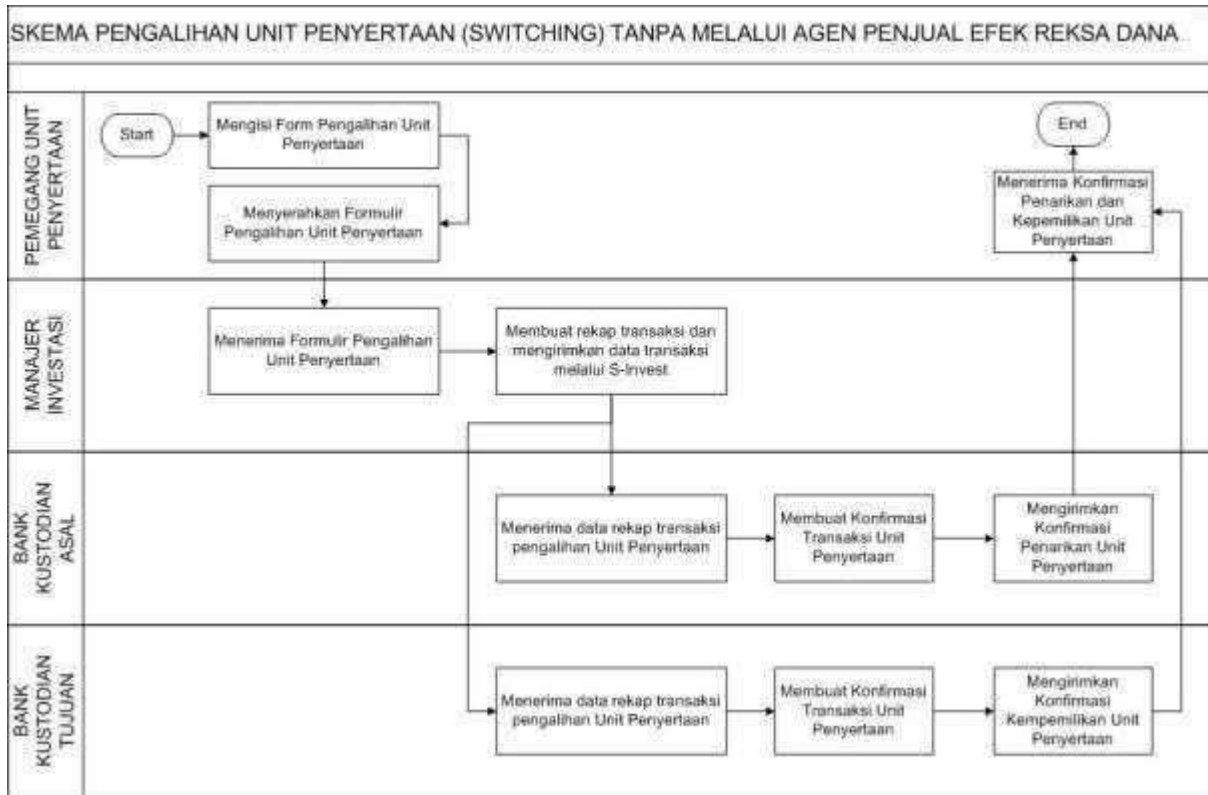 SKEMA PENGALIHAN UNIT PENYERTAAN (SWITCHING) TANPA MELALUI AGEN PENJUAL EFEK REKSA DANA
PEMEGANG UNIT
PENYERTAAN
Start
Mengisi Form Pengalihan Unit
Penyertaan
Menyerahkan Formulir
Pengalihan Unit Penyertaan
End
Menerima Konfirmasi
Penarikan dan
Kepemilikan Unit
Penyertaan
MANAJER
INVESTASI
Menerima Formulir Pengalihan
Unit Penyertaan
Membuat rekap transaksi dan
mengirimkan data transaksi
melalui S-Invest
BANK
KUSTODIAN
ASAL
Menerima data rekap transaksi
pengalihan Unit Penyertaan
Membuat Konfirmasi
Transaksi Unit
Penyertaan
Mengirimkan
Konfirmasi
Penarikan Unit
Penyertaan
BANK
KUSTODIAN
TUJUAN
Menerima data rekap transaksi
pengalihan Unit Penyertaan
Membuat Konfirmasi
Transaksi Unit
Penyertaan
Mengirimkan
Konfirmasi
Kempemilikan Unit
Penyertaan